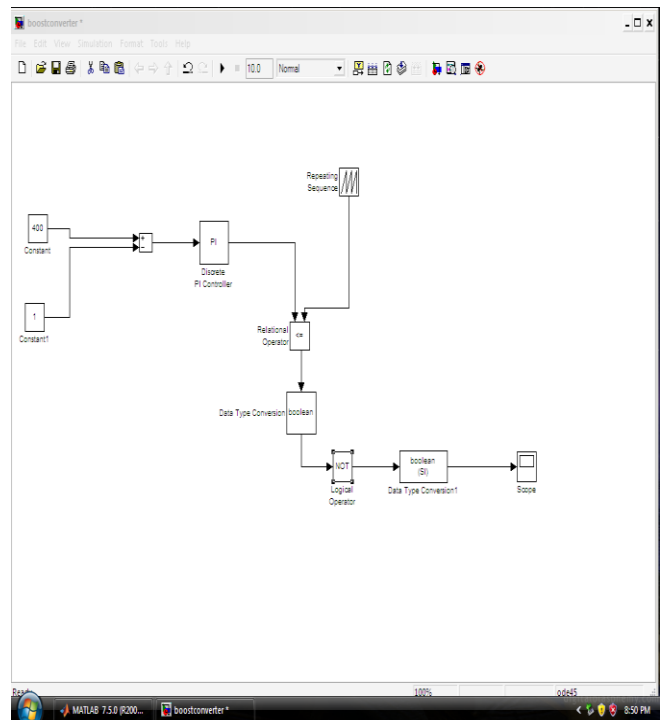 boostconverter *
File Edit View Simulation Format Tools Help
10.0 Normal
Repeating
Sequence
400
Constant
+
−
PI
Discrete
PI Controller
1
Constant1
Relational
Operator
<=
Data Type Conversion
boolean
NOT
Logical
Operator
boolean
(SI)
Data Type Conversion1
Scope
Ready
100%
ode45
MATLAB 7.5.0 (R200...
boostconverter *
8:50 PM